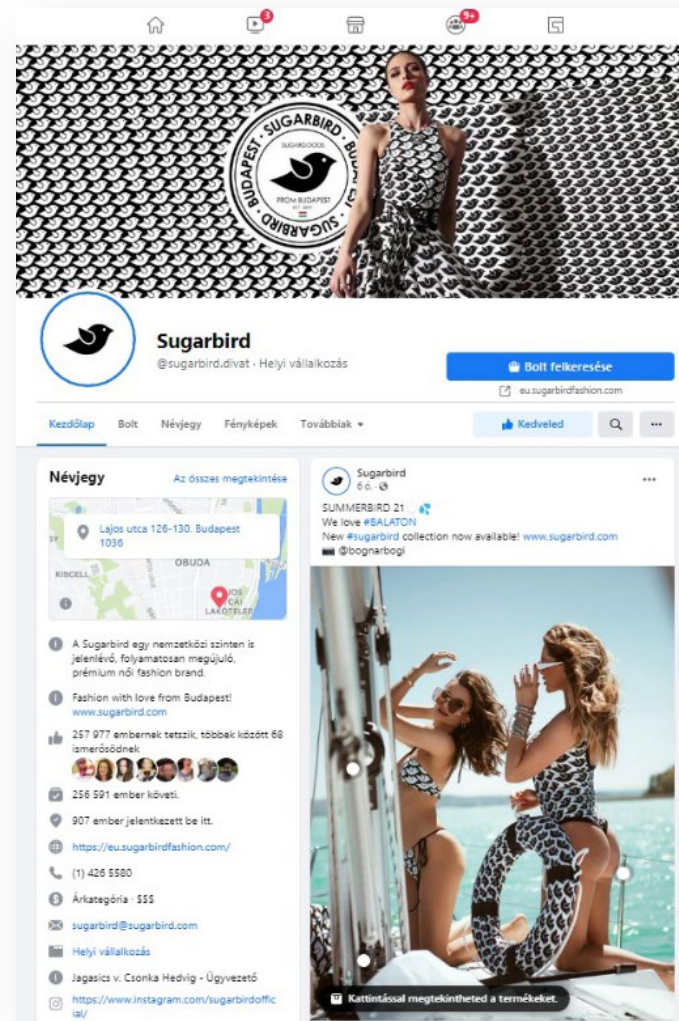 3
9+
SUGARBIRD · BUDAPEST · SUGARBIRD · BUDAPEST
SUGARGOODS
FROM BUDAPEST
Sugarbird
@sugarbird.divat · Helyi vállalkozás
Bolt felkeresése
eu.sugarbirdfashion.com
Kezdőlap Bolt Névjegy Fényképek Továbbiak
Kedveled
Névjegy
Az összes megtekintése
Lajos utca 126-130. Budapest
1036
KISCELL
ÓBUDA
LAKÓTELEP
A Sugarbird egy nemzetközi szinten is
jelenlévő, folyamatosan megújuló,
prémium női fashion brand.
Fashion with love from Budapest!
www.sugarbird.com
257 977 embernek tetszik, többek között 68
ismerősödnek
256 591 ember követi.
907 ember jelentkezett be itt.
https://eu.sugarbirdfashion.com/
(1) 426 5580
Árkategória · $$$
sugarbird@sugarbird.com
Helyi vállalkozás
Jagasics v. Csonka Hedvig - Ügyvezető
https://www.instagram.com/sugarbirdoffic
ial/
Sugarbird
6 ó. ·
SUMMERBIRD 21
We love #BALATON
New #sugarbird collection now available! www.sugarbird.com
@bognarbogi
Kattintással megtekintheted a termékeket.